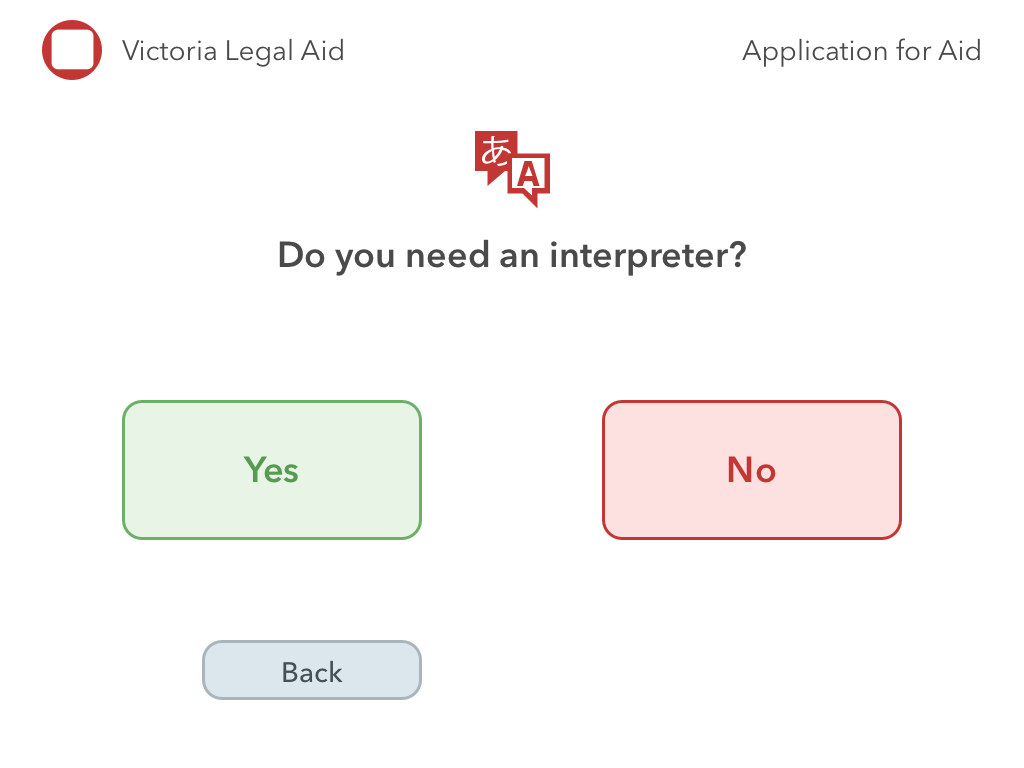 Victoria Legal Aid
Application for Aid
あ
A
Do you need an interpreter?
Yes
No
Back